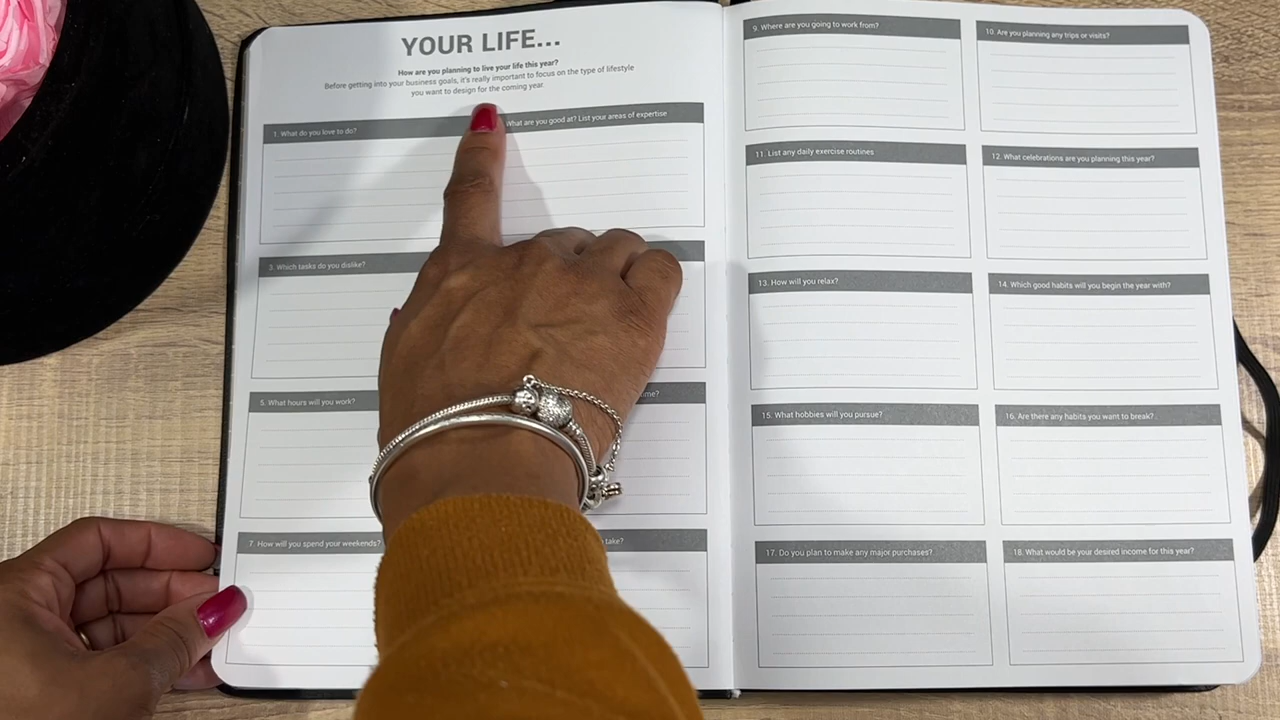 YOUR LIFE...
How are you planning to live your life this year?
Before getting into your business goals, it's really important to focus on the type of lifestyle
you want to design for the coming year.
1. What do you love to do?
What are you good at? List your areas of expertise
3. Which tasks do you dislike?
5. What hours will you work?
time?
7. How will you spend your weekends?
take?
9. Where are you going to work from?
10. Are you planning any trips or visits?
11. List any daily exercise routines
12. What celebrations are you planning this year?
13. How will you relax?
14. Which good habits will you begin the year with?
15. What hobbies will you pursue?
16. Are there any habits you want to break?
17. Do you plan to make any major purchases?
18. What would be your desired income for this year?